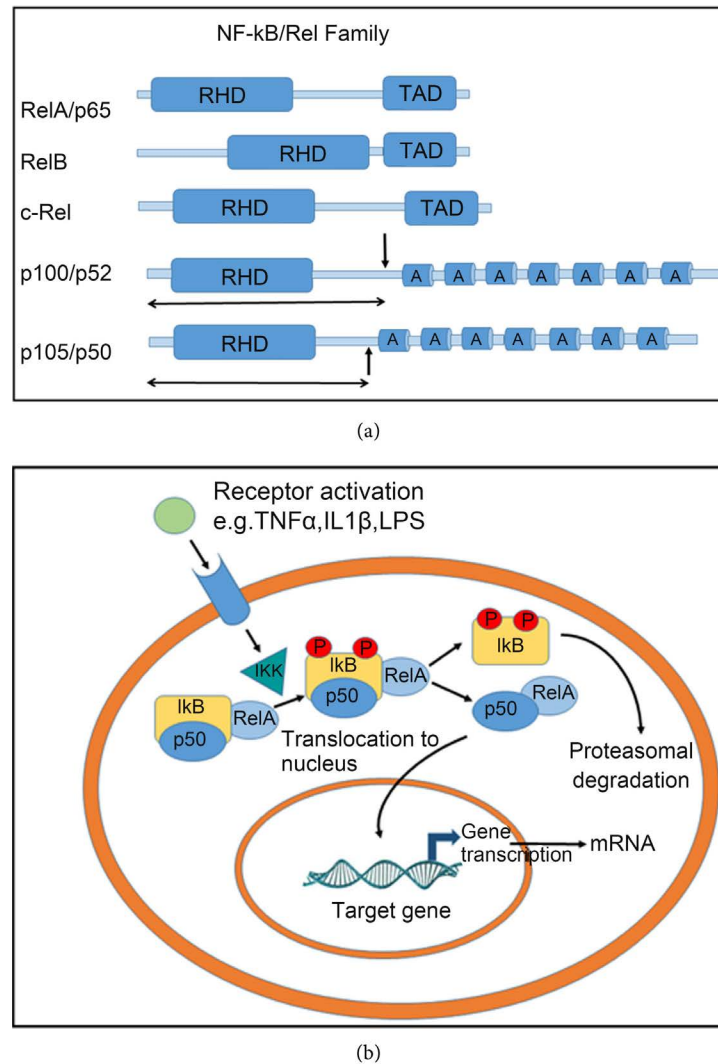 NF-kB/Rel Family
RelA/p65
RHD
TAD
RelB
RHD
TAD
c-Rel
RHD
TAD
p100/p52
RHD
A A A A A A A
p105/p50
RHD
A A A A A A A
(a)
Receptor activation
e.g.TNFα,IL1β,LPS
IKK
IkB
p50
RelA
P P
IkB
p50
RelA
P P
IkB
p50
RelA
Translocation to
nucleus
Proteasomal
degradation
Gene
transcription
mRNA
Target gene
(b)